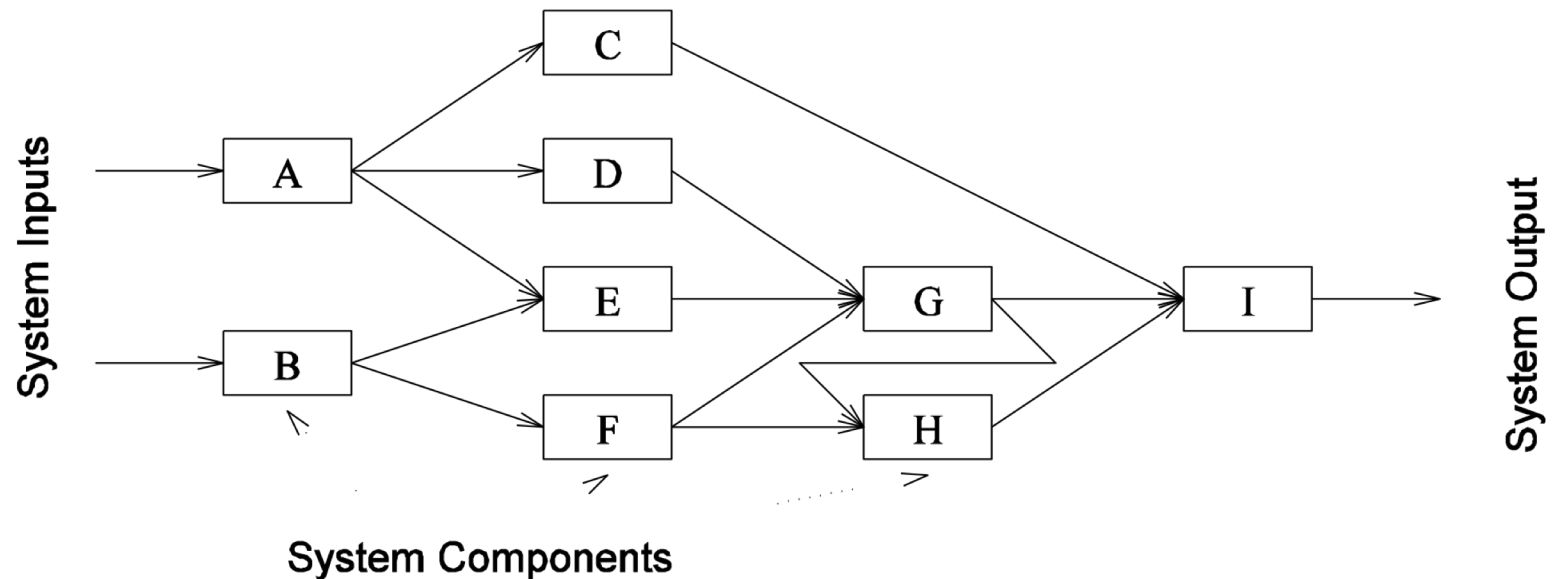 System Inputs
A
B
C
D
E
F
G
H
I
System Output
System Components